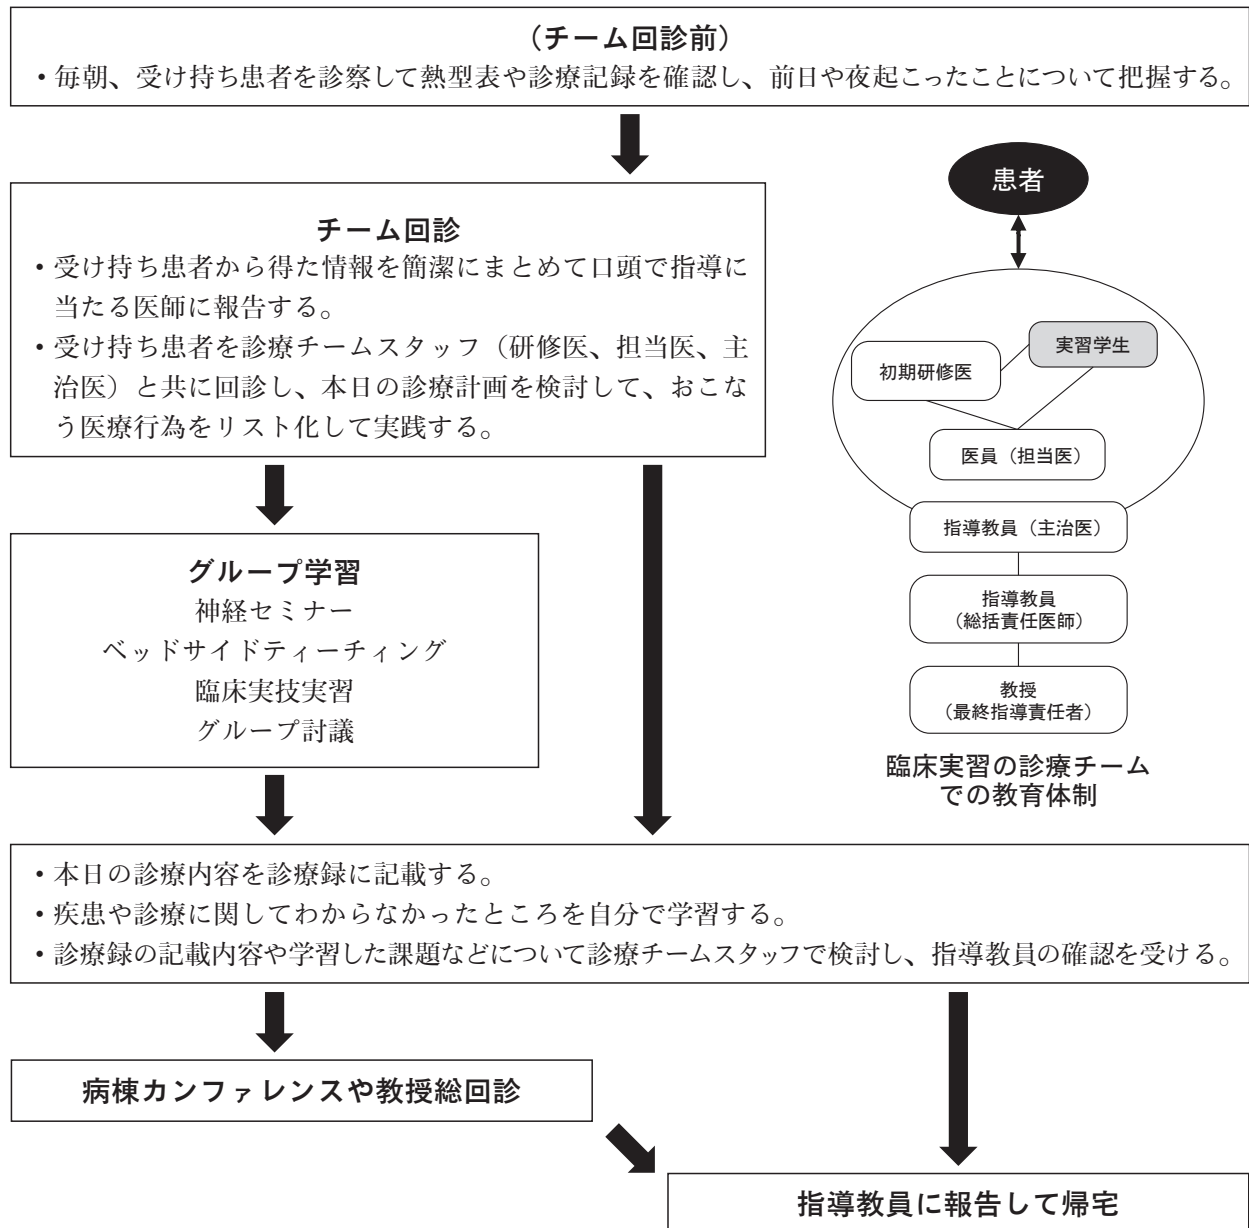 （チーム回診前）
・毎朝、受け持ち患者を診察して熱型表や診療記録を確認し、前日や夜起こったことについて把握する。
チーム回診
・受け持ち患者から得た情報を簡潔にまとめて口頭で指導に
当たる医師に報告する。
・受け持ち患者を診療チームスタッフ（研修医、担当医、主
治医）と共に回診し、本日の診療計画を検討して、おこな
う医療行為をリスト化して実践する。
患者
実習学生
初期研修医
医員（担当医）
指導教員（主治医）
指導教員
（総括責任医師）
教授
（最終指導責任者）
臨床実習の診療チーム
での教育体制
グループ学習
神経セミナー
ベッドサイドティーチング
臨床実技実習
グループ討議
・本日の診療内容を診療録に記載する。
・疾患や診療に関してわからなかったところを自分で学習する。
・診療録の記載内容や学習した課題などについて診療チームスタッフで検討し、指導教員の確認を受ける。
病棟カンファレンスや教授総回診
指導教員に報告して帰宅